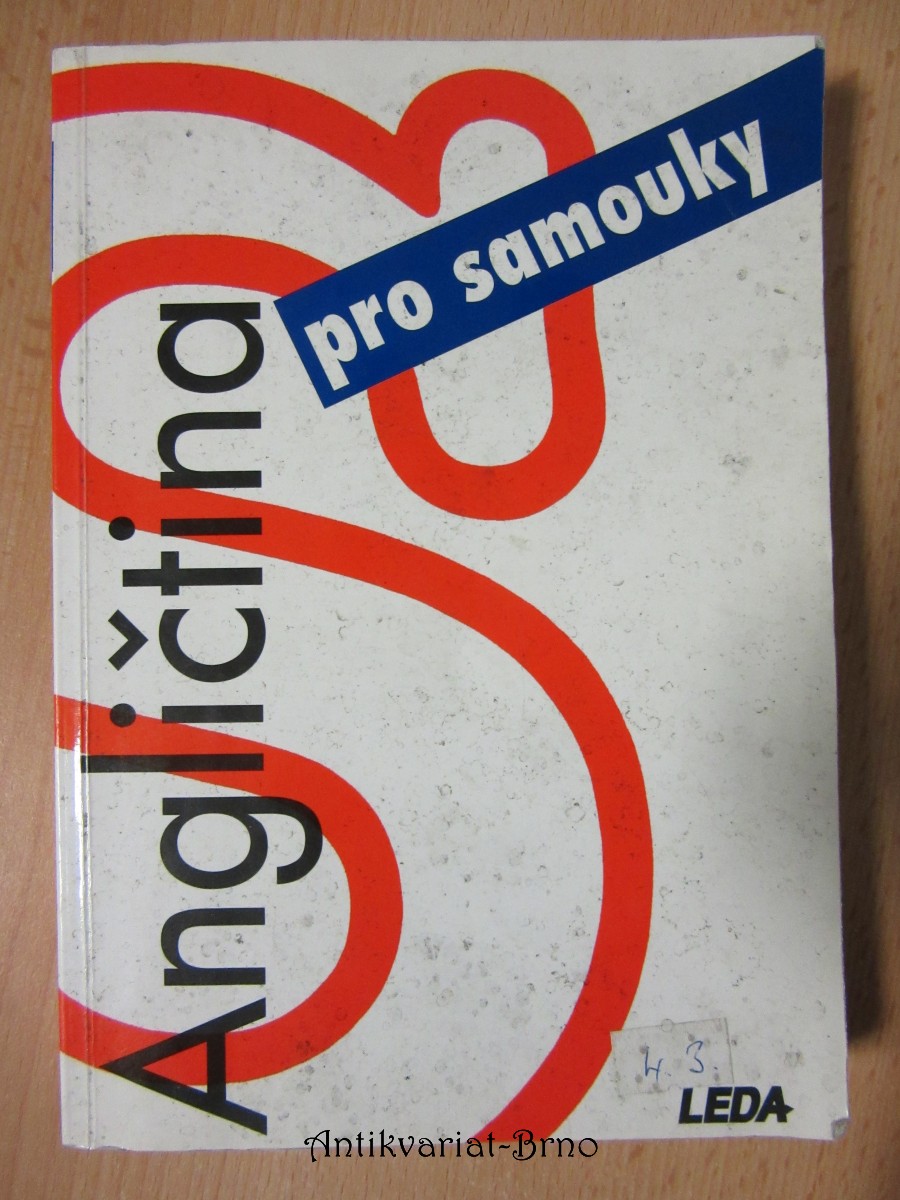 Angličtina
pro samouky
4. 3.
LEDA
Antikvariat-Brno